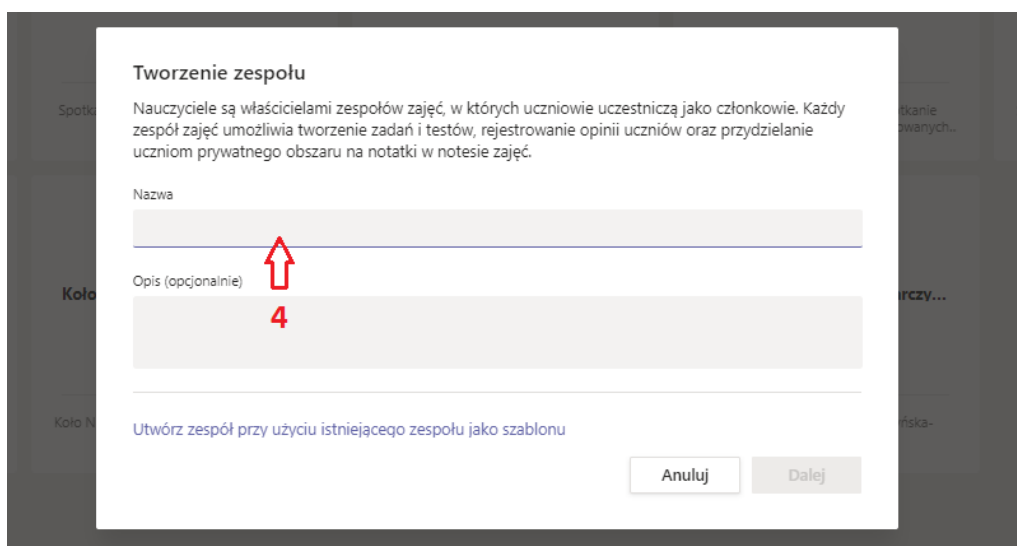 Tworzenie zespołu
Nauczyciele są właścicielami zespołów zajęć, w których uczniowie uczestniczą jako członkowie. Każdy
zespół zajęć umożliwia tworzenie zadań i testów, rejestrowanie opinii uczniów oraz przydzielanie
uczniom prywatnego obszaru na notatki w notesie zajęć.
Nazwa
Opis (opcjonalnie)
4
Koło
Koło N
Utwórz zespół przy użyciu istniejącego zespołu jako szablonu
Anuluj
Dalej